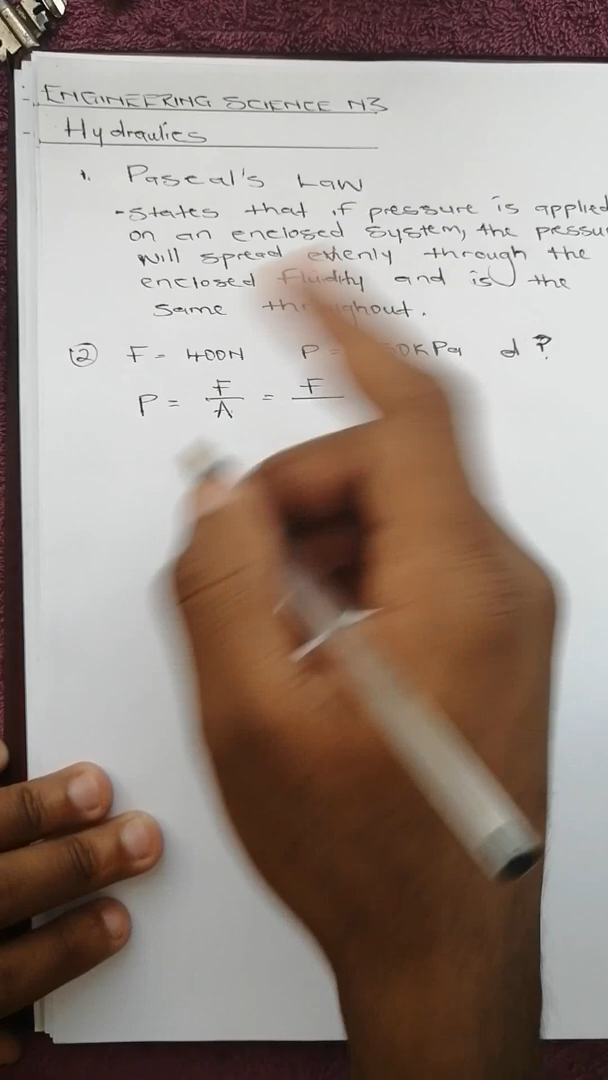 ENGINEERING SCIENCE N3
Hydraulics
1. Pascal's Law
- States that if pressure is applied
on an enclosed system, the
will spread evenly through the
enclosed fluidity and is the
same throughout.
② F = 400N P = d?
P = F/A = F